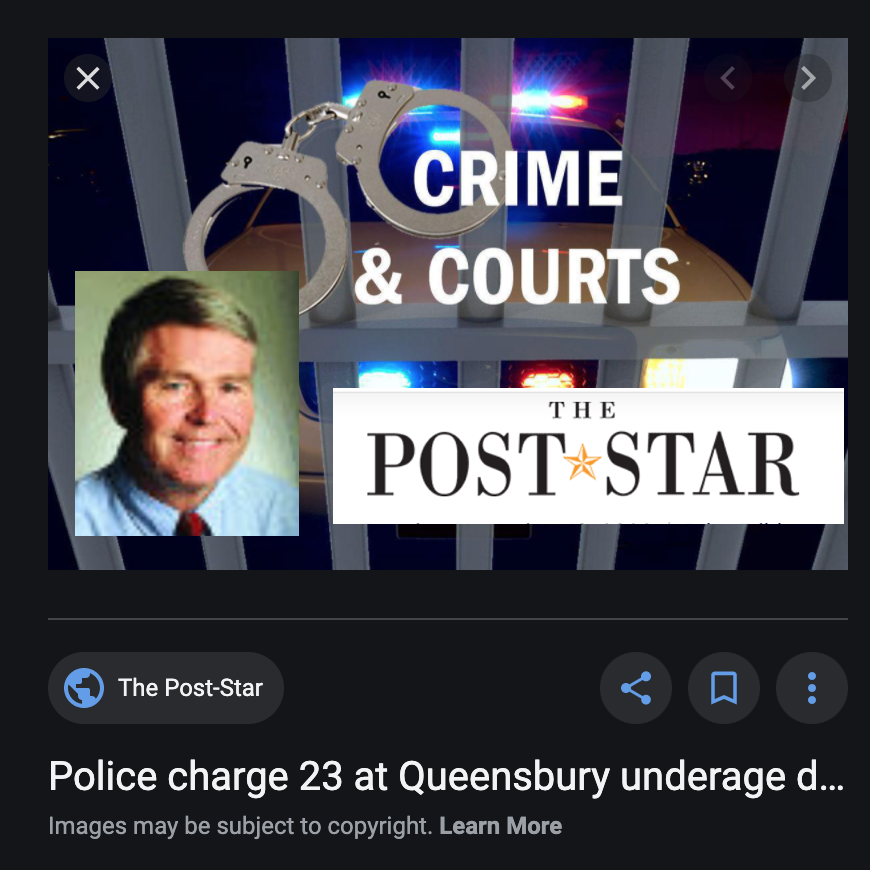 CRIME
& COURTS
THE
POST STAR
The Post-Star
Police charge 23 at Queensbury underage d...
Images may be subject to copyright. Learn More